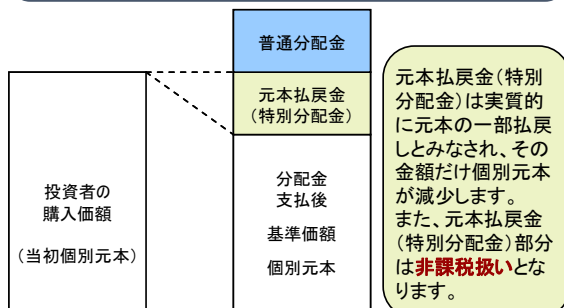 普通分配金
元本払戻金
(特別分配金)
投資者の
購入価額
(当初個別元本)
分配金
支払後
基準価額
個別元本
元本払戻金(特別
分配金)は実質的
に元本の一部払戻
しとみなされ、その
金額だけ個別元本
が減少します。
また、元本払戻金
(特別分配金)部分
は非課税扱いとな
ります。